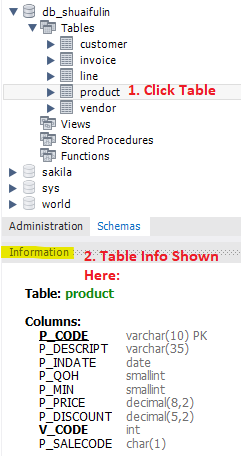 db_shuaifulin
Tables
customer
invoice
line
product 1. Click Table
vendor
Views
Stored Procedures
Functions
sakila
sys
world
Administration Schemas
Information 2. Table Info Shown
Here:
Table: product
Columns:
P_CODE varchar(10) PK
P_DESCRIPT varchar(35)
P_INDATE date
P_QOH smallint
P_MIN smallint
P_PRICE decimal(8,2)
P_DISCOUNT decimal(5,2)
V_CODE int
P_SALECODE char(1)